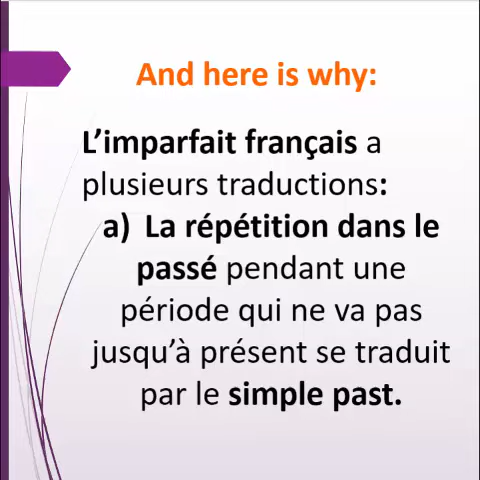 And here is why:
L’imparfait français a
plusieurs traductions:
a) La répétition dans le
passé pendant une
période qui ne va pas
jusqu’à présent se traduit
par le simple past.